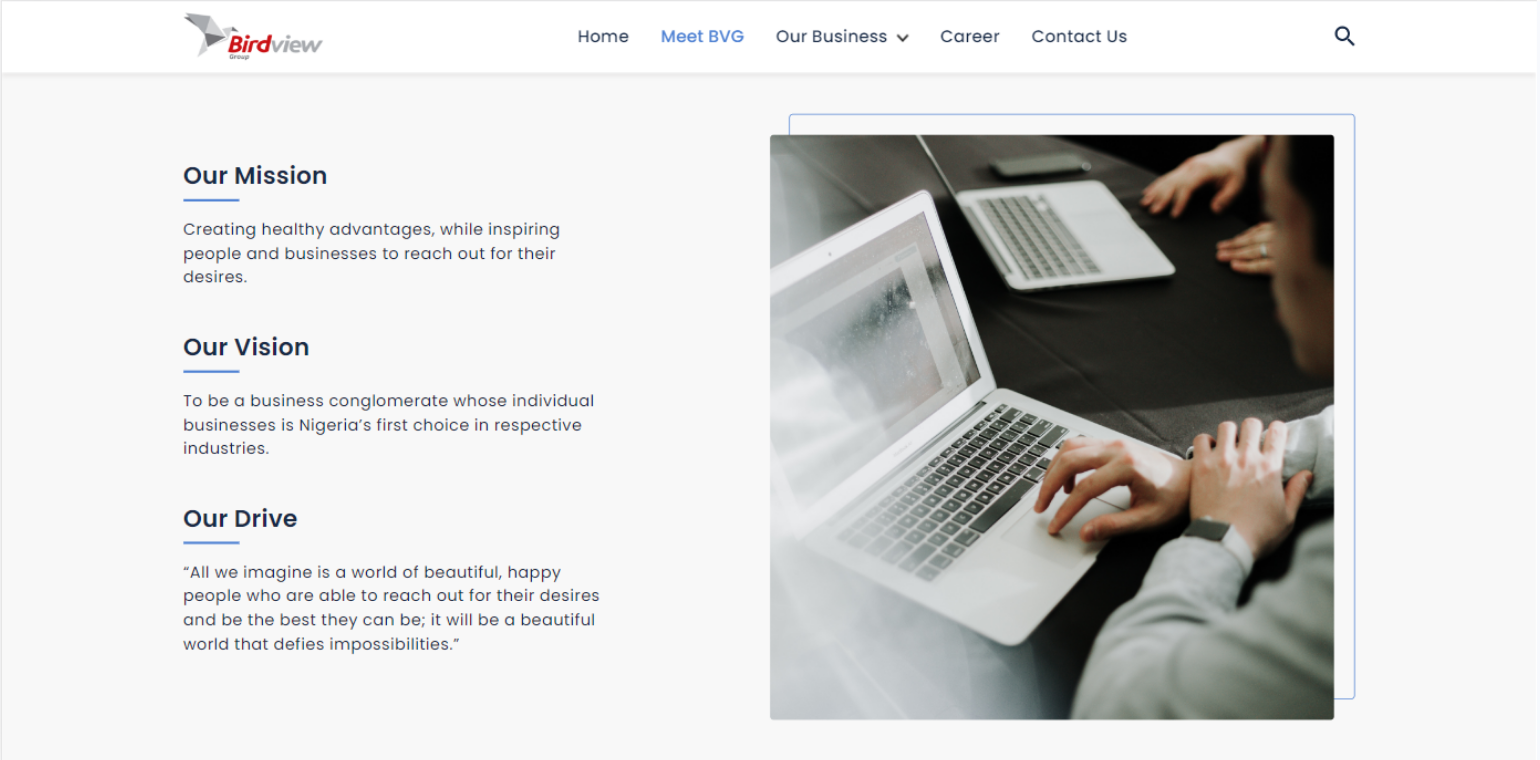 Birdview
Group
Home
Meet BVG
Our Business
Career
Contact Us
Our Mission
Creating healthy advantages, while inspiring
people and businesses to reach out for their
desires.
Our Vision
To be a business conglomerate whose individual
businesses is Nigeria’s first choice in respective
industries.
Our Drive
“All we imagine is a world of beautiful, happy
people who are able to reach out for their desires
and be the best they can be; it will be a beautiful
world that defies impossibilities.”